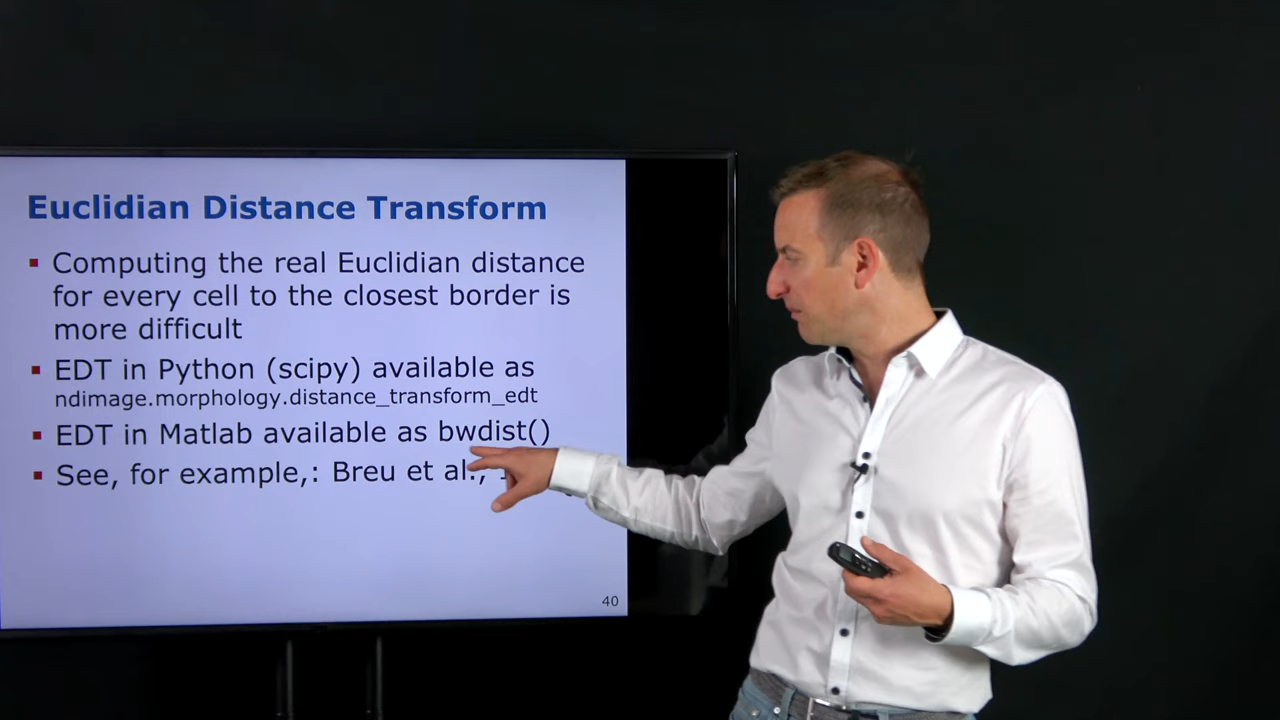 Euclidian Distance Transform
Computing the real Euclidian distance
for every cell to the closest border is
more difficult
EDT in Python (scipy) available as
ndimage.morphology.distance_transform_edt
EDT in Matlab available as bwdist()
See, for example,: Breu et al.,
40